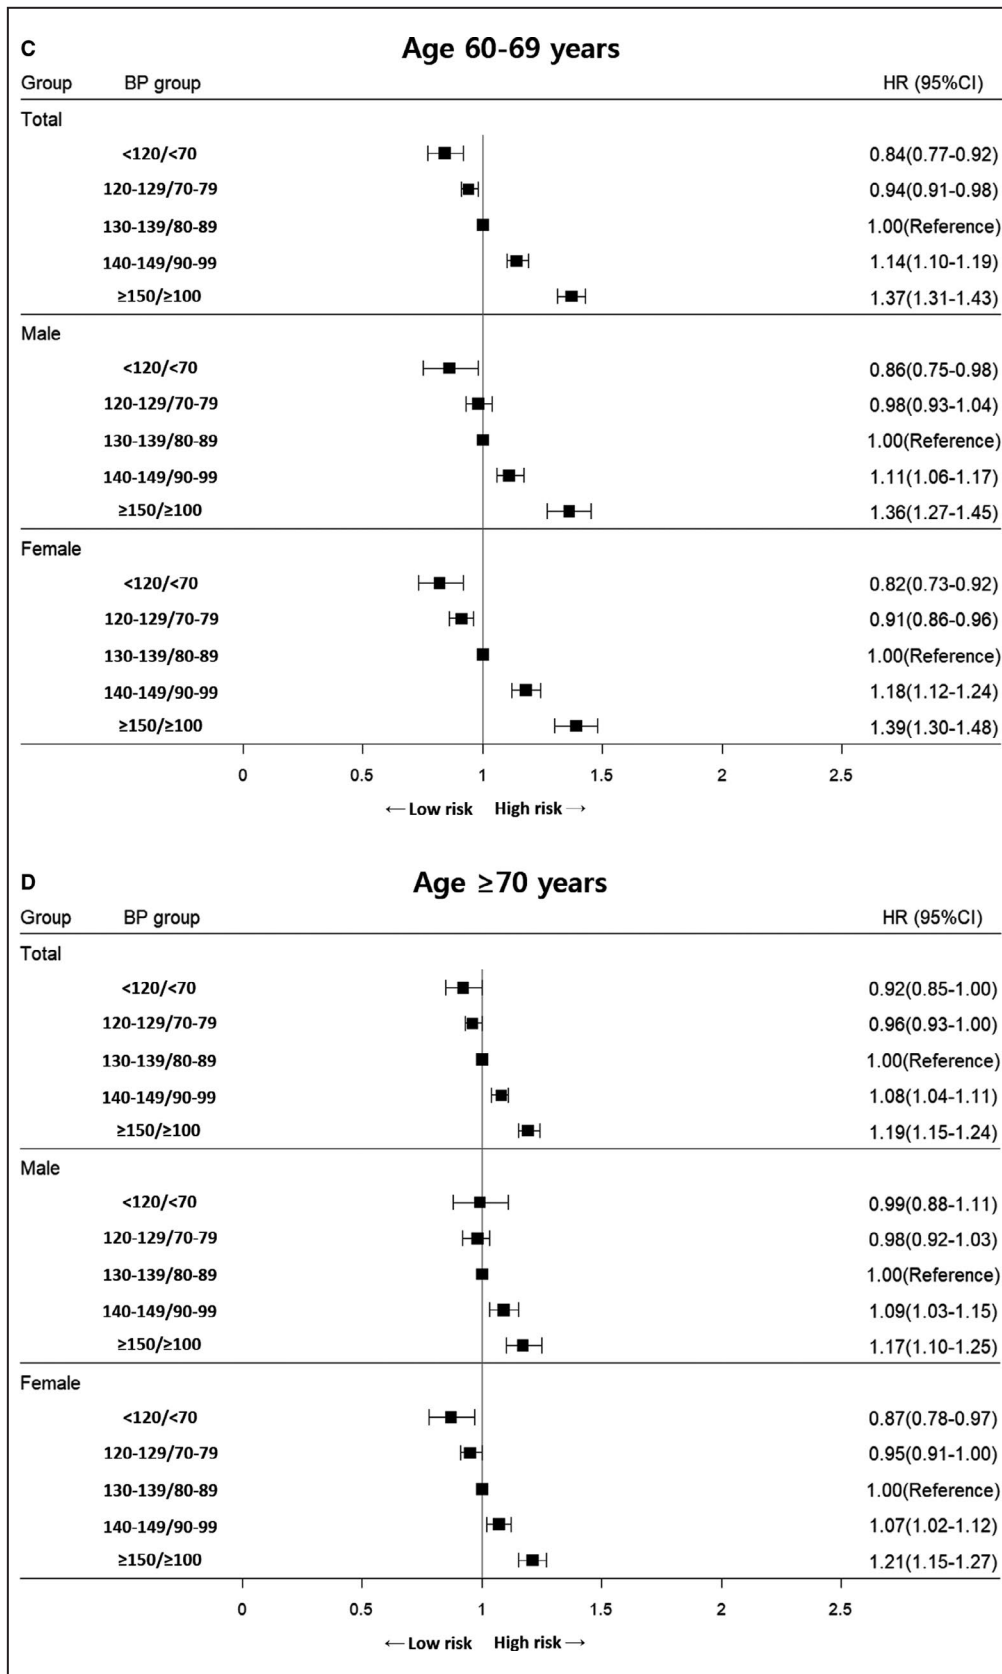 C Age 60-69 years
Group BP group HR (95%CI)
Total
<120/<70 0.84(0.77-0.92)
120-129/70-79 0.94(0.91-0.98)
130-139/80-89 1.00(Reference)
140-149/90-99 1.14(1.10-1.19)
≥150/≥100 1.37(1.31-1.43)
Male
<120/<70 0.86(0.75-0.98)
120-129/70-79 0.98(0.93-1.04)
130-139/80-89 1.00(Reference)
140-149/90-99 1.11(1.06-1.17)
≥150/≥100 1.36(1.27-1.45)
Female
<120/<70 0.82(0.73-0.92)
120-129/70-79 0.91(0.86-0.96)
130-139/80-89 1.00(Reference)
140-149/90-99 1.18(1.12-1.24)
≥150/≥100 1.39(1.30-1.48)
0 0.5 1 1.5 2 2.5
←Low risk High risk→
D Age ≥70 years
Group BP group HR (95%CI)
Total
<120/<70 0.92(0.85-1.00)
120-129/70-79 0.96(0.93-1.00)
130-139/80-89 1.00(Reference)
140-149/90-99 1.08(1.04-1.11)
≥150/≥100 1.19(1.15-1.24)
Male
<120/<70 0.99(0.88-1.11)
120-129/70-79 0.98(0.92-1.03)
130-139/80-89 1.00(Reference)
140-149/90-99 1.09(1.03-1.15)
≥150/≥100 1.17(1.10-1.25)
Female
<120/<70 0.87(0.78-0.97)
120-129/70-79 0.95(0.91-1.00)
130-139/80-89 1.00(Reference)
140-149/90-99 1.07(1.02-1.12)
≥150/≥100 1.21(1.15-1.27)
0 0.5 1 1.5 2 2.5
←Low risk High risk→